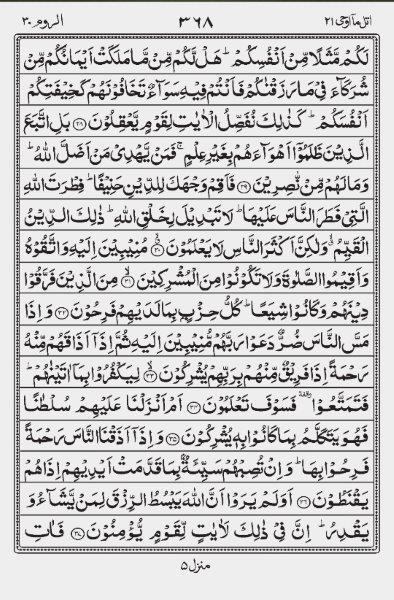 اتل مآ اوحی ۲۱ ۳۶۸ الروم ۳۰
لَكُمْ مَّثَلًا مِّنْ اَنْفُسِكُمْ ؕ هَلْ لَّكُمْ مِّنْ مَّا مَلَكَتْ اَيْمَانُكُمْ مِّنْ
شُرَكَآءَ فِىْ مَا رَزَقْنٰكُمْ فَاَنْتُمْ فِيْهِ سَوَآءٌ تَخَافُوْنَهُمْ كَخِيْفَتِكُمْ
اَنْفُسَكُمْ ؕ كَذٰلِكَ نُفَصِّلُ الْاٰيٰتِ لِقَوْمٍ يَّعْقِلُوْنَ ﴿۲۸﴾ بَلِ اتَّبَعَ
الَّذِيْنَ ظَلَمُوْۤا اَهْوَآءَهُمْ بِغَيْرِ عِلْمٍ ۚ فَمَنْ يَّهْدِىْ مَنْ اَضَلَّ اللّٰهُ ؕ
وَمَا لَهُمْ مِّنْ نّٰصِرِيْنَ ﴿۲۹﴾ فَاَقِمْ وَجْهَكَ لِلدِّيْنِ حَنِيْفًا ؕ فِطْرَتَ اللّٰهِ
الَّتِىْ فَطَرَ النَّاسَ عَلَيْهَا ؕ لَا تَبْدِيْلَ لِخَلْقِ اللّٰهِ ؕ ذٰلِكَ الدِّيْنُ
الْقَيِّمُ ۙ وَلٰكِنَّ اَكْثَرَ النَّاسِ لَا يَعْلَمُوْنَ ﴿۳۰﴾ۙ مُنِيْبِيْنَ اِلَيْهِ وَاتَّقُوْهُ
وَاَقِيْمُوا الصَّلٰوةَ وَلَا تَكُوْنُوْا مِنَ الْمُشْرِكِيْنَ ﴿۳۱﴾ۙ مِنَ الَّذِيْنَ فَرَّقُوْا
دِيْنَهُمْ وَكَانُوْا شِيَعًا ؕ كُلُّ حِزْبٍۭ بِمَا لَدَيْهِمْ فَرِحُوْنَ ﴿۳۲﴾ وَاِذَا
مَسَّ النَّاسَ ضُرٌّ دَعَوْا رَبَّهُمْ مُّنِيْبِيْنَ اِلَيْهِ ثُمَّ اِذَاۤ اَذَاقَهُمْ مِّنْهُ
رَحْمَةً اِذَا فَرِيْقٌ مِّنْهُمْ بِرَبِّهِمْ يُشْرِكُوْنَ ﴿۳۳﴾ۙ لِيَكْفُرُوْا بِمَاۤ اٰتَيْنٰهُمْ ؕ
فَتَمَتَّعُوْا ۥ فَسَوْفَ تَعْلَمُوْنَ ﴿۳۴﴾ اَمْ اَنْزَلْنَا عَلَيْهِمْ سُلْطٰنًا
فَهُوَ يَتَكَلَّمُ بِمَا كَانُوْا بِهٖ يُشْرِكُوْنَ ﴿۳۵﴾ وَاِذَاۤ اَذَقْنَا النَّاسَ رَحْمَةً
فَرِحُوْا بِهَا ؕ وَاِنْ تُصِبْهُمْ سَيِّئَةٌۢ بِمَا قَدَّمَتْ اَيْدِيْهِمْ اِذَا هُمْ
يَقْنَطُوْنَ ﴿۳۶﴾ اَوَلَمْ يَرَوْا اَنَّ اللّٰهَ يَبْسُطُ الرِّزْقَ لِمَنْ يَّشَآءُ وَ
يَقْدِرُ ؕ اِنَّ فِىْ ذٰلِكَ لَاٰيٰتٍ لِّقَوْمٍ يُّؤْمِنُوْنَ ﴿۳۷﴾ فَاٰتِ
منزل ۵